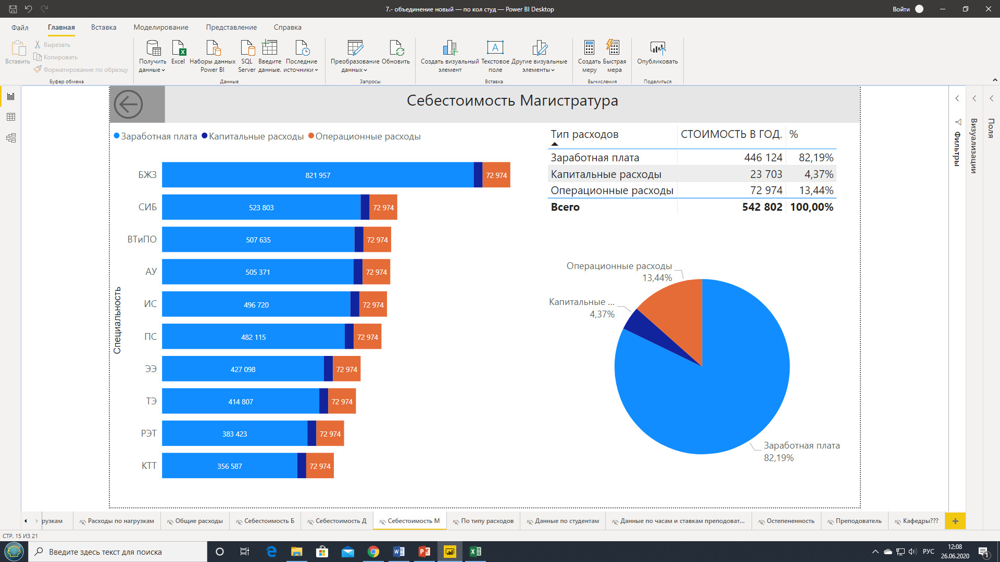 7.- объединение новый — по кол студ — Power BI Desktop
Войти
Файл
Главная
Вставка
Моделирование
Представление
Справка
Вставить
Вырезать
Копировать
Форматирование по образцу
Буфер обмена
Получить данные
Excel
Наборы данных Power BI
SQL Server
Введите данные.
Последние источники
Данные
Преобразование данных
Обновить
Запросы
Создать визуальный элемент
Текстовое поле
Другие визуальные элементы
Вставка
Создать меру
Быстрая мера
Вычисления
Опубликовать
Поделиться
Себестоимость Магистратура
Заработная плата
Капитальные расходы
Операционные расходы
Специальность
БЖЗ 821 957 72 974
СИБ 523 803 72 974
ВТиПО 507 635 72 974
АУ 505 371 72 974
ИС 496 720 72 974
ПС 482 115 72 974
ЭЭ 427 098 72 974
ТЭ 414 807 72 974
РЭТ 383 423 72 974
КТТ 356 587 72 974
Тип расходов СТОИМОСТЬ В ГОД. %
Заработная плата 446 124 82,19%
Капитальные расходы 23 703 4,37%
Операционные расходы 72 974 13,44%
Всего 542 802 100,00%
Операционные расходы
13,44%
Капитальные ...
4,37%
Заработная плата
82,19%
Фильтры
Визуализации
Поля
рузкам
Расходы по нагрузкам
Общие расходы
Себестоимость Б
Себестоимость Д
Себестоимость М
По типу расходов
Данные по студентам
Данные по часам и ставкам преподоват...
Остепененность
Преподователь
Кафедры???
СТР. 15 ИЗ 21
Введите здесь текст для поиска
РУС
12:08
26.06.2020
1